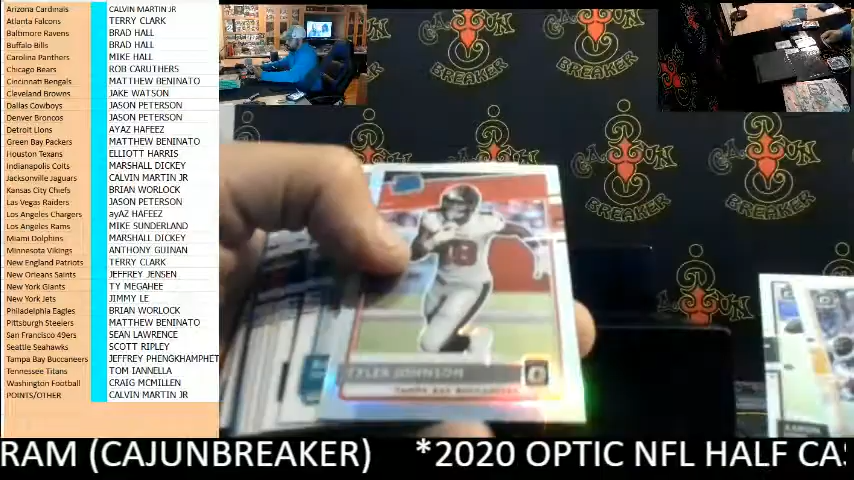 Arizona Cardinals CALVIN MARTIN JR
Atlanta Falcons TERRY CLARK
Baltimore Ravens BRAD HALL
Buffalo Bills BRAD HALL
Carolina Panthers MIKE HALL
Chicago Bears ROB CARUTHERS
Cincinnati Bengals MATTHEW BENINATO
Cleveland Browns JAKE WATSON
Dallas Cowboys JASON PETERSON
Denver Broncos JASON PETERSON
Detroit Lions AYAZ HAFEEZ
Green Bay Packers MATTHEW BENINATO
Houston Texans ELLIOTT HARRIS
Indianapolis Colts MARSHALL DICKEY
Jacksonville Jaguars CALVIN MARTIN JR
Kansas City Chiefs BRIAN WORLOCK
Las Vegas Raiders JASON PETERSON
Los Angeles Chargers ayAZ HAFEEZ
Los Angeles Rams MIKE SUNDERLAND
Miami Dolphins MARSHALL DICKEY
Minnesota Vikings ANTHONY GUINAN
New England Patriots TERRY CLARK
New Orleans Saints JEFFREY JENSEN
New York Giants TY MEGAHEE
New York Jets JIMMY LE
Philadelphia Eagles BRIAN WORLOCK
Pittsburgh Steelers MATTHEW BENINATO
San Francisco 49ers SEAN LAWRENCE
Seattle Seahawks SCOTT RIPLEY
Tampa Bay Buccaneers JEFFREY PHENGKHAMPHET
Tennessee Titans TOM IANNELLA
Washington Football CRAIG MCMILLEN
POINTS/OTHER CALVIN MARTIN JR
CAJUN
BREAKER
18
TYLER JOHNSON
TAMPA BAY BUCCANEERS
RAM (CAJUNBREAKER) *2020 OPTIC NFL HALF CAS